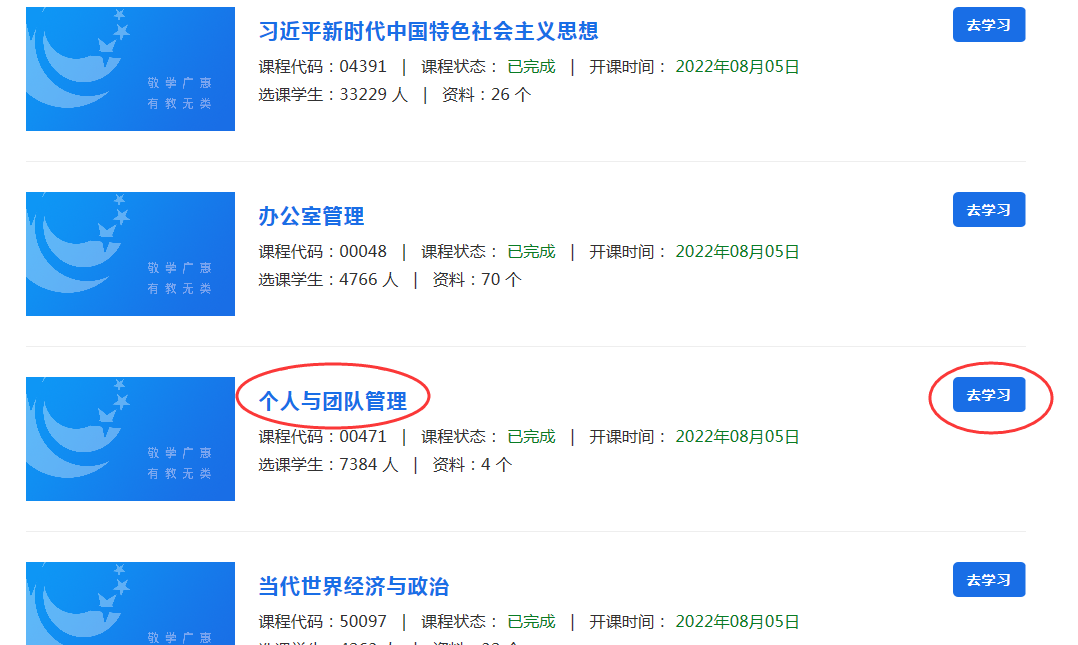 习近平新时代中国特色社会主义思想
去学习
课程代码：04391 | 课程状态： 已完成 | 开课时间： 2022年08月05日
选课学生：33229 人 | 资料：26 个
敬学广惠
有教无类
办公室管理
去学习
课程代码：00048 | 课程状态： 已完成 | 开课时间： 2022年08月05日
选课学生：4766 人 | 资料：70 个
敬学广惠
有教无类
个人与团队管理
去学习
课程代码：00471 | 课程状态： 已完成 | 开课时间： 2022年08月05日
选课学生：7384 人 | 资料：4 个
敬学广惠
有教无类
当代世界经济与政治
去学习
课程代码：50097 | 课程状态： 已完成 | 开课时间： 2022年08月05日
敬学广惠